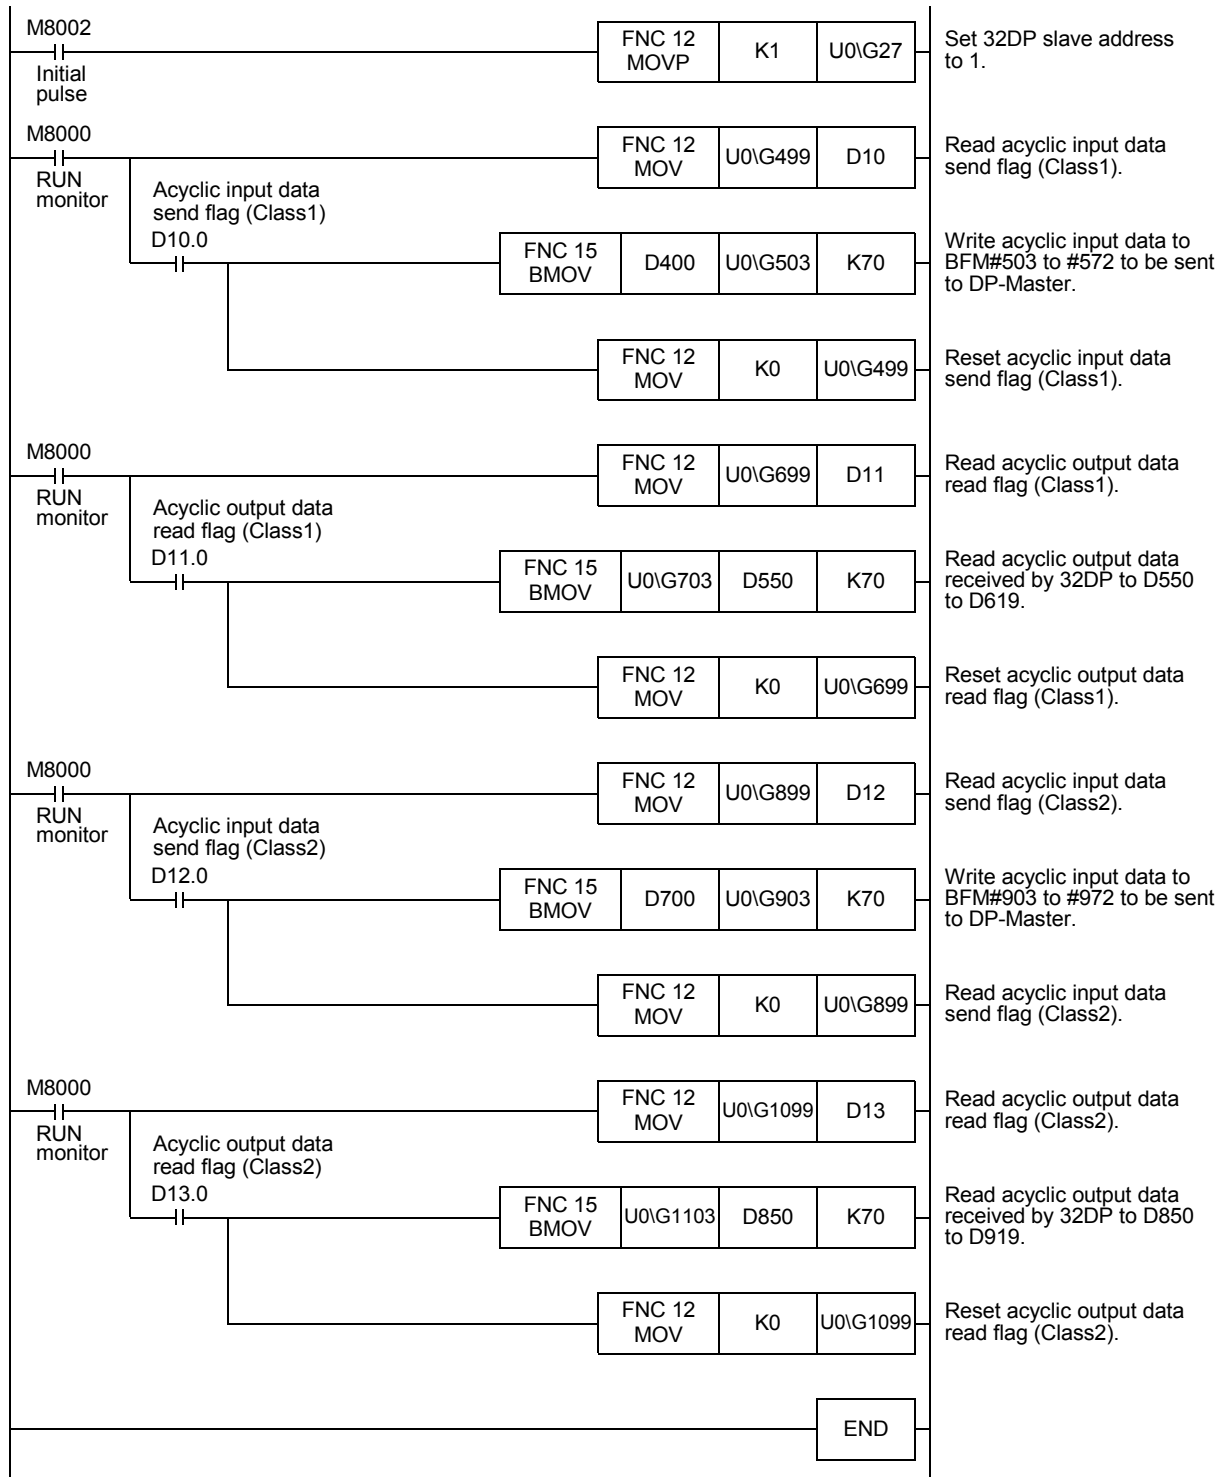 M8002
Initial
pulse
FNC 12
MOVP
K1
U0\G27
Set 32DP slave address
to 1.
M8000
RUN
monitor
FNC 12
MOV
U0\G499
D10
Read acyclic input data
send flag (Class1).
Acyclic input data
send flag (Class1)
D10.0
FNC 15
BMOV
D400
U0\G503
K70
Write acyclic input data to
BFM#503 to #572 to be sent
to DP-Master.
FNC 12
MOV
K0
U0\G499
Reset acyclic input data
send flag (Class1).
M8000
RUN
monitor
FNC 12
MOV
U0\G699
D11
Read acyclic output data
read flag (Class1).
Acyclic output data
read flag (Class1)
D11.0
FNC 15
BMOV
U0\G703
D550
K70
Read acyclic output data
received by 32DP to D550
to D619.
FNC 12
MOV
K0
U0\G699
Reset acyclic output data
read flag (Class1).
M8000
RUN
monitor
FNC 12
MOV
U0\G899
D12
Read acyclic input data
send flag (Class2).
Acyclic input data
send flag (Class2)
D12.0
FNC 15
BMOV
D700
U0\G903
K70
Write acyclic input data to
BFM#903 to #972 to be sent
to DP-Master.
FNC 12
MOV
K0
U0\G899
Read acyclic input data
send flag (Class2).
M8000
RUN
monitor
FNC 12
MOV
U0\G1099
D13
Read acyclic output data
read flag (Class2).
Acyclic output data
read flag (Class2)
D13.0
FNC 15
BMOV
U0\G1103
D850
K70
Read acyclic output data
received by 32DP to D850
to D919.
FNC 12
MOV
K0
U0\G1099
Reset acyclic output data
read flag (Class2).
END